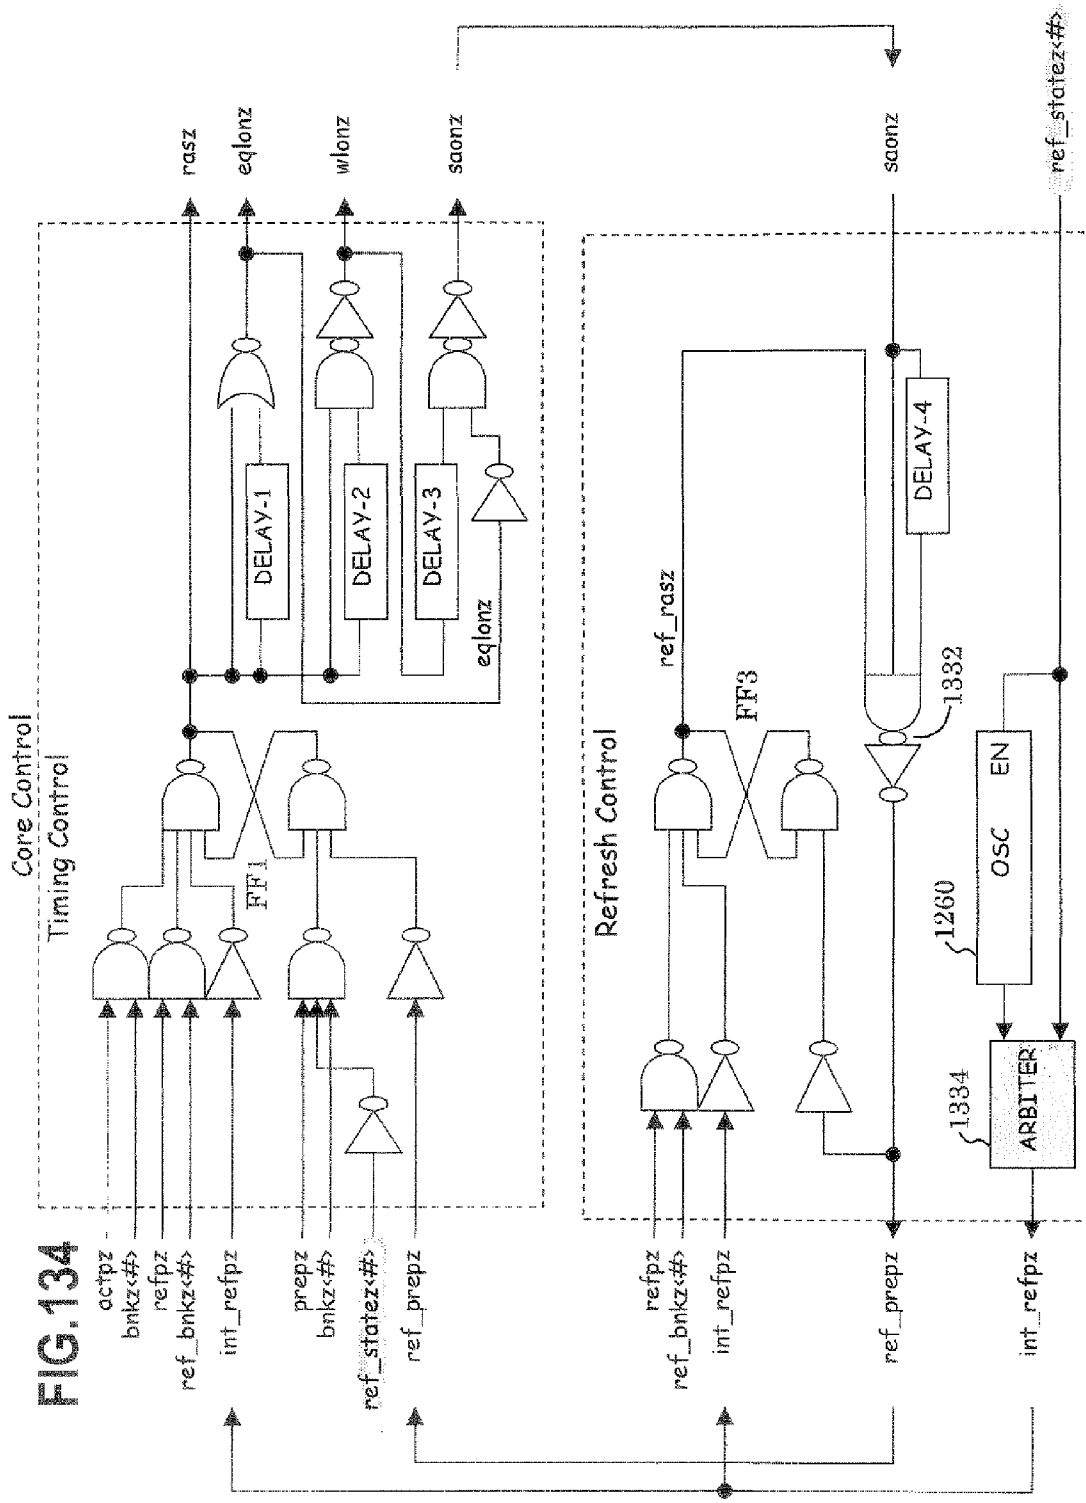 FIG.134
Core Control
Timing Control
actpz
bnkz<#>
refpz
ref_bnkz<#>
int_refpz
prepz
bnkz<#>
ref_statez<#>
ref_prepz
FF1
DELAY-1
DELAY-2
DELAY-3
eqlonz
rasz
eqlonz
wlonz
saonz
Refresh Control
refpz
ref_bnkz<#>
int_refpz
ref_prepz
int_refpz
ref_rasz
FF3
1332
DELAY-4
1260
OSC EN
1334
ARBITER
saonz
ref_statez<#>